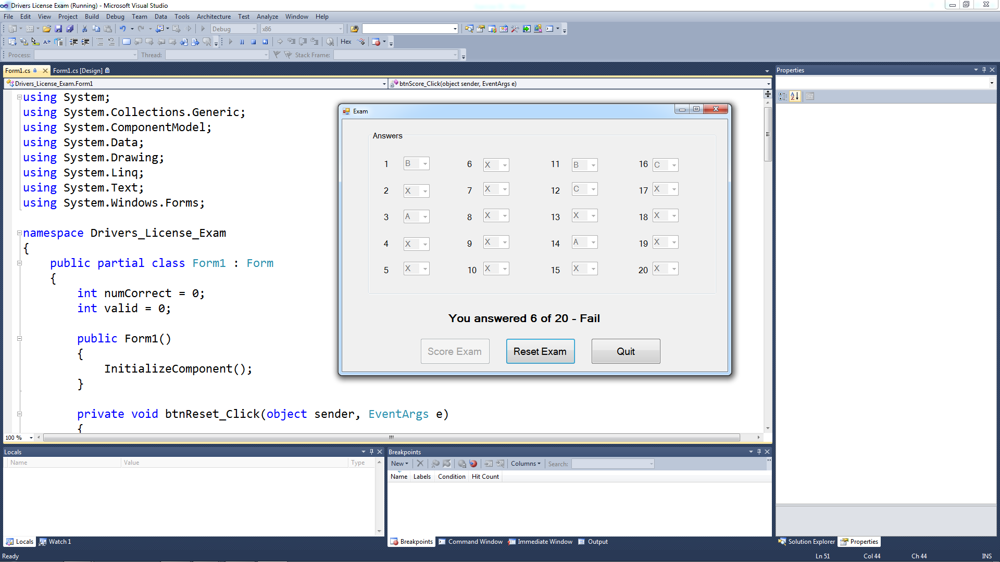 Drivers License Exam (Running) - Microsoft Visual Studio
File Edit View Project Build Debug Team Data Tools Architecture Test Analyze Window Help
Debug x86
Hex
Process: Thread: Stack Frame:
Form1.cs Form1.cs [Design]
Drivers_License_Exam.Form1 btnScore_Click(object sender, EventArgs e)
using System;
using System.Collections.Generic;
using System.ComponentModel;
using System.Data;
using System.Drawing;
using System.Linq;
using System.Text;
using System.Windows.Forms;
namespace Drivers_License_Exam
{
public partial class Form1 : Form
{
int numCorrect = 0;
int valid = 0;
public Form1()
{
InitializeComponent();
}
private void btnReset_Click(object sender, EventArgs e)
{
100 %
Exam
Answers
1 B 6 X 11 B 16 C
2 X 7 X 12 C 17 X
3 A 8 X 13 X 18 X
4 X 9 X 14 A 19 X
5 X 10 X 15 X 20 X
You answered 6 of 20 - Fail
Score Exam Reset Exam Quit
Properties
Locals
Name Value Type
Breakpoints
New Columns Search:
Name Labels Condition Hit Count
Locals Watch 1
Breakpoints Command Window Immediate Window Output
Solution Explorer Properties
Ready Ln 51 Col 44 Ch 44 INS